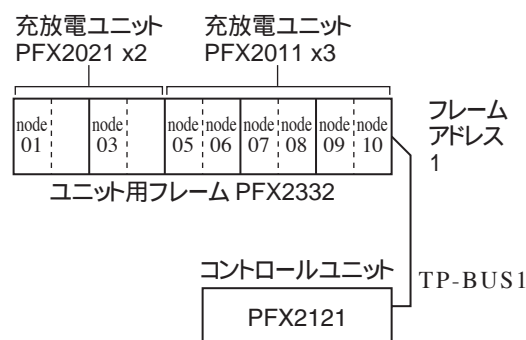 充放電ユニット
PFX2021 x2
充放電ユニット
PFX2011 x3
node
01
node
03
node
05
node
06
node
07
node
08
node
09
node
10
フレーム
アドレス
1
ユニット用フレーム PFX2332
コントロールユニット
TP-BUS1
PFX2121